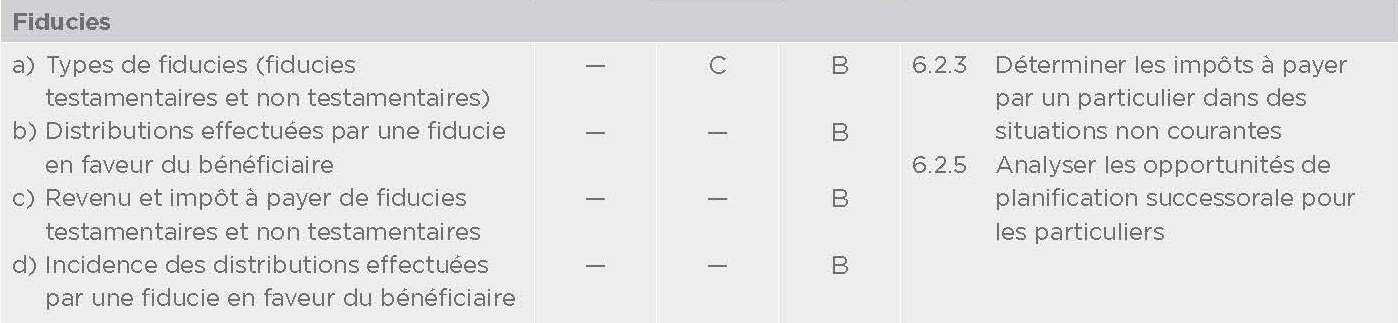 Fiducies
a) Types de fiducies (fiducies — C B 6.2.3 Déterminer les impôts à payer
testamentaires et non testamentaires) par un particulier dans des
b) Distributions effectuées par une fiducie — — B situations non courantes
en faveur du bénéficiaire 6.2.5 Analyser les opportunités de
c) Revenu et impôt à payer de fiducies — — B planification successorale pour
testamentaires et non testamentaires les particuliers
d) Incidence des distributions effectuées — — B
par une fiducie en faveur du bénéficiaire